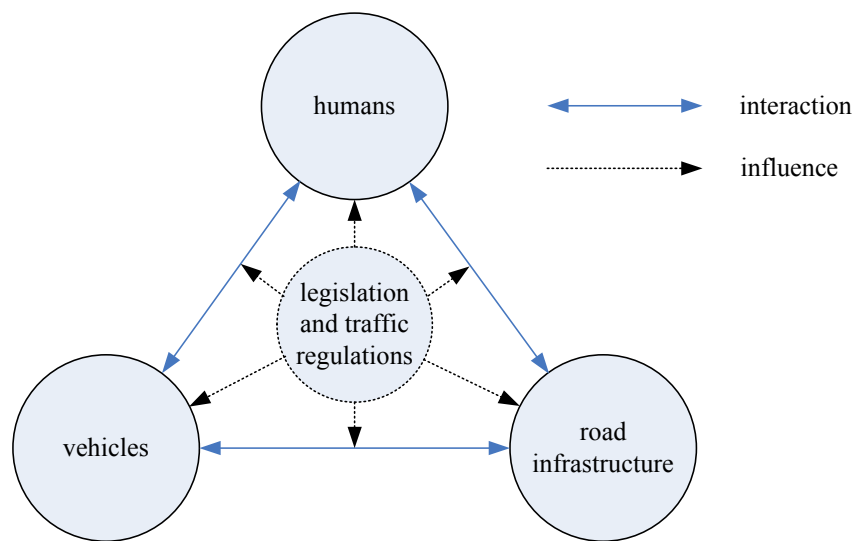 humans
interaction
influence
legislation
and traffic
regulations
vehicles
road
infrastructure